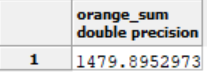 orange_sum
double precision
1 1479.8952973